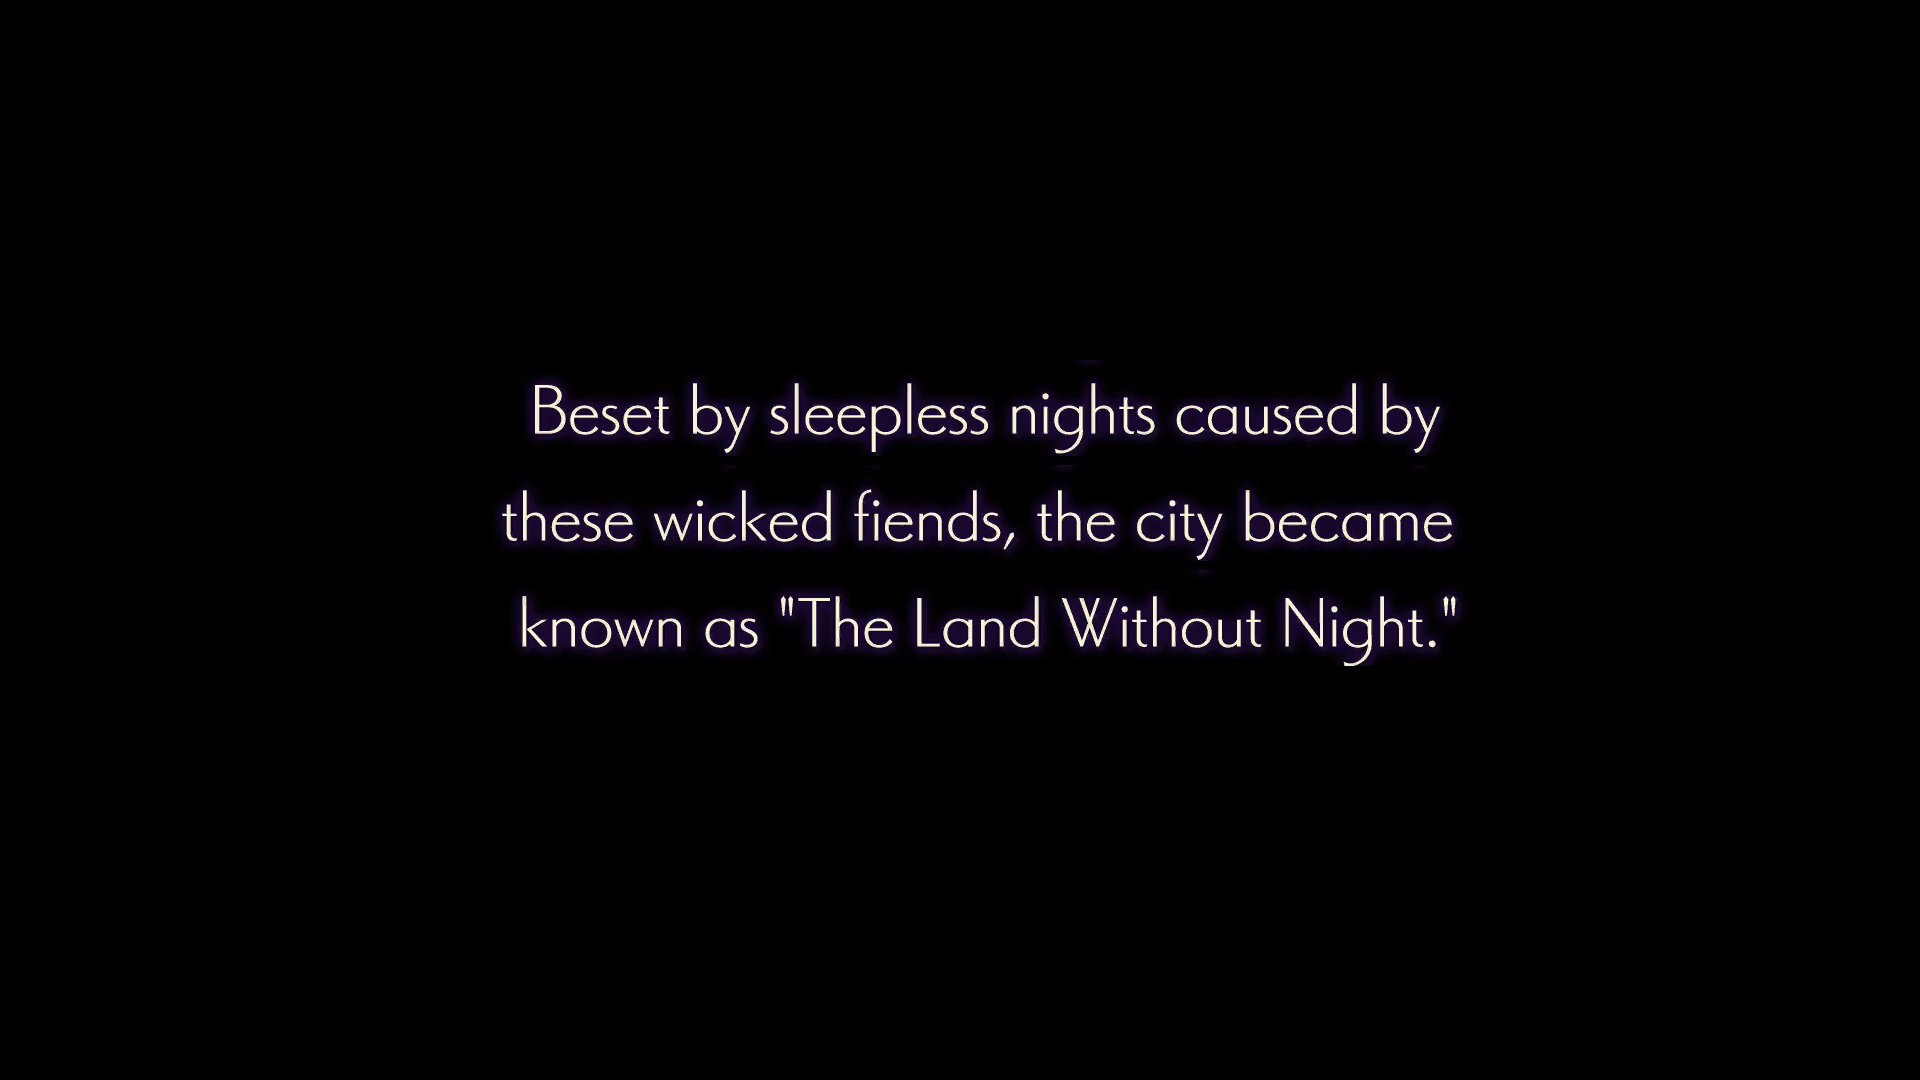 Beset by sleepless nights caused by
these wicked fiends, the city became
known as "The Land Without Night."